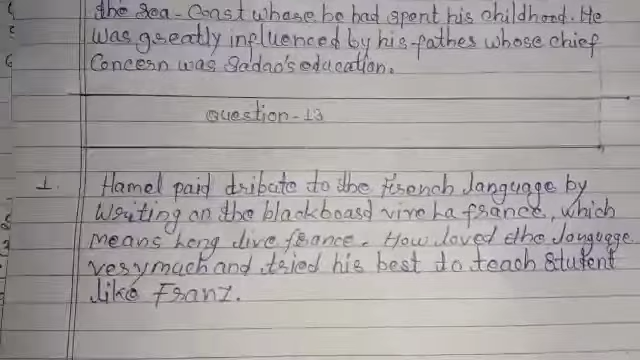 the Sea-Coast whose he had spent his childhood. He
was greatly influenced by his father whose chief
Concern was Sadao's education.
Question-13
1. Hamel paid tribute to the French language by
writing on the blackboard vive La france, which
means long live france. How loved the language
very much and tried his best to teach student
like Franz.